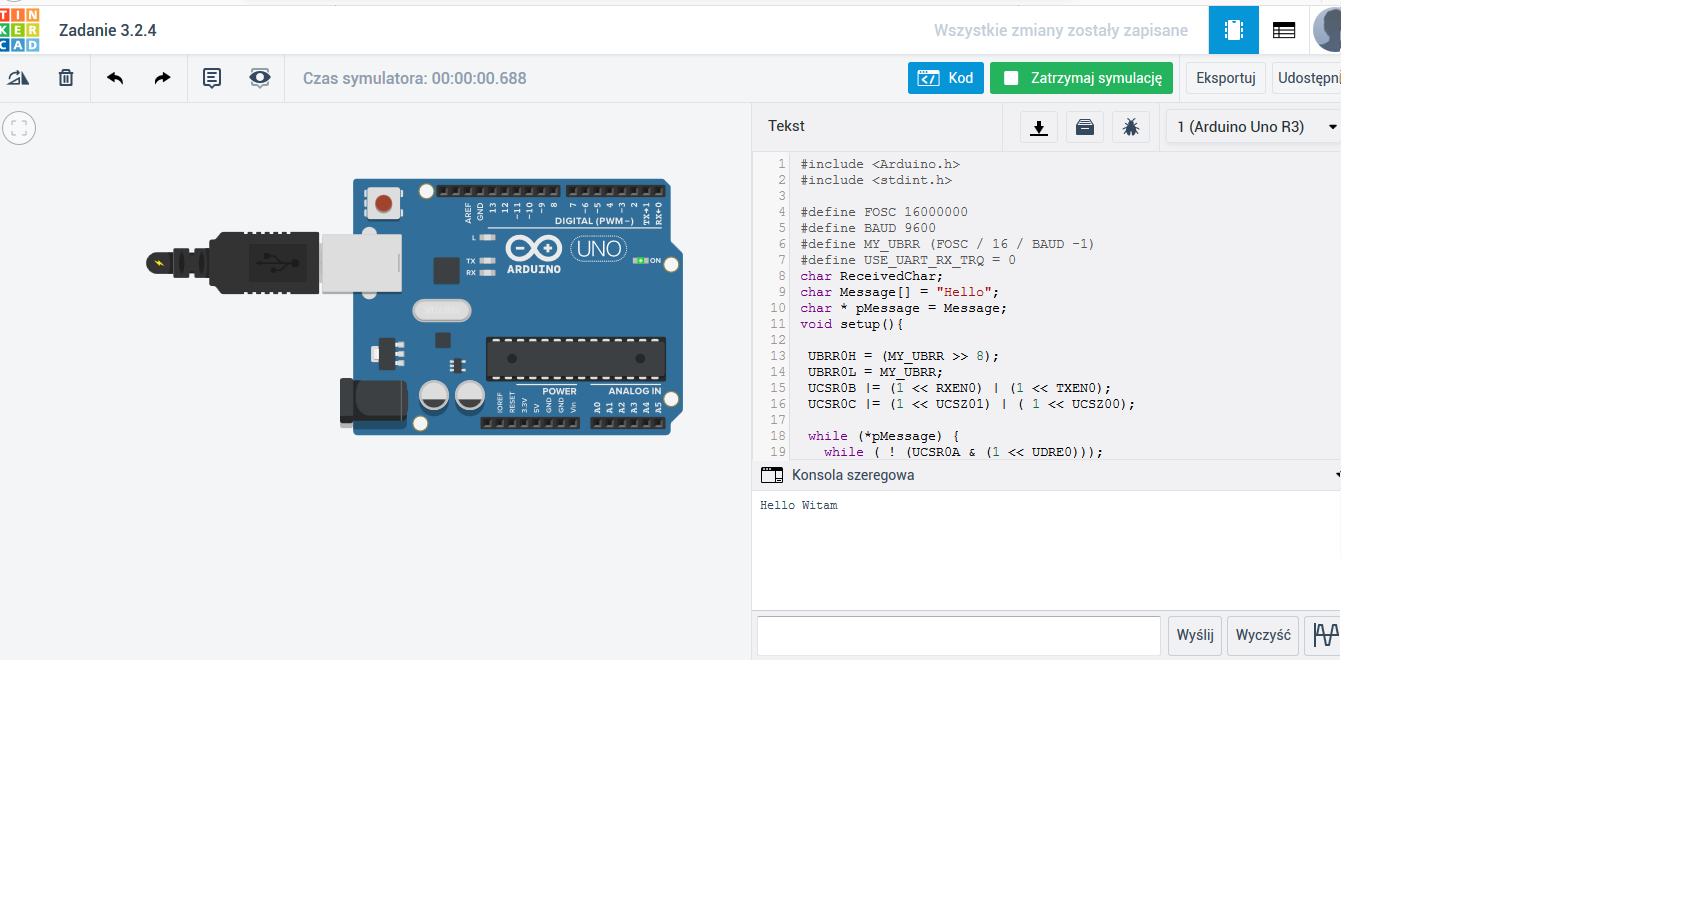 TIN
KER
CAD
Zadanie 3.2.4
Wszystkie zmiany zostały zapisane
Czas symulatora: 00:00:00.688
Kod
Zatrzymaj symulację
Eksportuj
Udostępni
Tekst
1 (Arduino Uno R3)
AREF
GND
13
12
~11
~10
~9
8
7
~6
~5
4
~3
2
TX→1
RX←0
DIGITAL (PWM~)
L
TX
RX
ARDUINO
UNO
ON
POWER
ANALOG IN
IOREF
RESET
3.3V
5V
GND
GND
Vin
A0
A1
A2
A3
A4
A5
1 #include <Arduino.h>
2 #include <stdint.h>
3
4 #define FOSC 16000000
5 #define BAUD 9600
6 #define MY_UBRR (FOSC / 16 / BAUD -1)
7 #define USE_UART_RX_TRQ = 0
8 char ReceivedChar;
9 char Message[] = "Hello";
10 char * pMessage = Message;
11 void setup(){
12
13 UBRR0H = (MY_UBRR >> 8);
14 UBRR0L = MY_UBRR;
15 UCSR0B |= (1 << RXEN0) | (1 << TXEN0);
16 UCSR0C |= (1 << UCSZ01) | ( 1 << UCSZ00);
17
18 while (*pMessage) {
19 while ( ! (UCSR0A & (1 << UDRE0)));
Konsola szeregowa
Hello Witam
Wyślij
Wyczyść